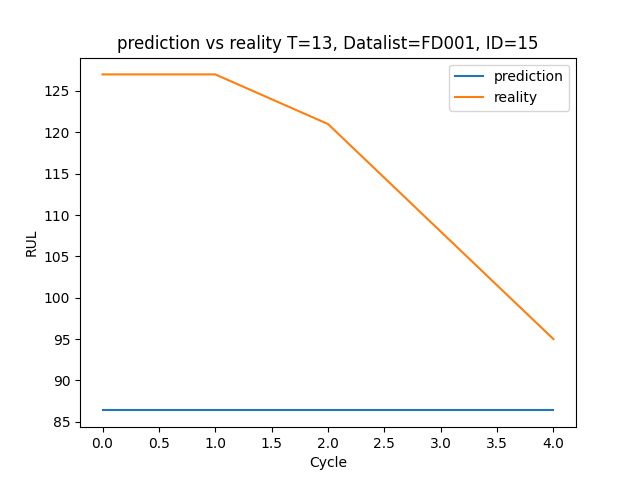 prediction vs reality T=13, Datalist=FD001, ID=15
prediction
reality
RUL
125
120
115
110
105
100
95
90
85
0.0 0.5 1.0 1.5 2.0 2.5 3.0 3.5 4.0
Cycle